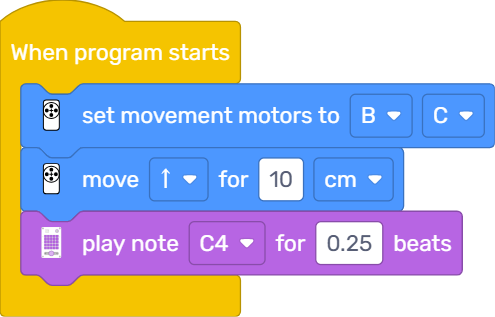 When program starts
set movement motors to B C
move ↑ for 10 cm
play note C4 for 0.25 beats